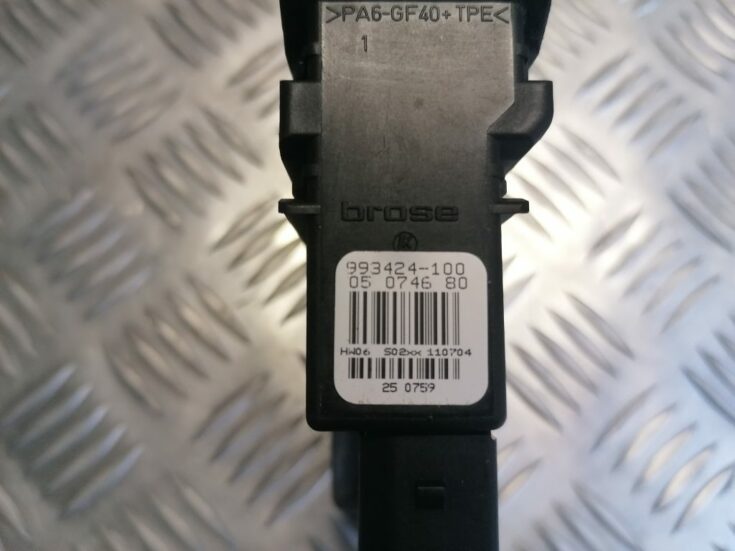 >PA6-GF40+TPE<
1
brose
K
993424-100
05 0746 80
HW06 S02xx 110704
25 0759